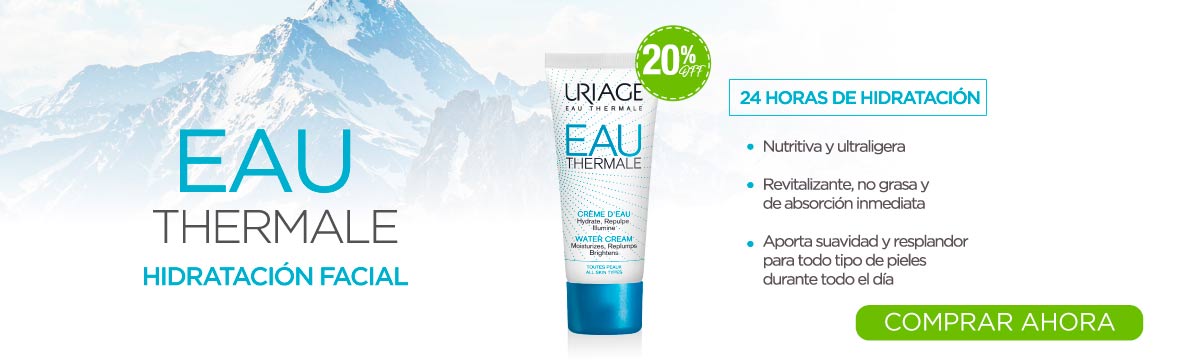 EAU
THERMALE
HIDRATACIÓN FACIAL
20%
OFF
URIAGE
EAU THERMALE
EAU
THERMALE
CRÈME D'EAU
Hydrate, Repulpe
Illumine
WATER CREAM
Moisturizes, Replumps
Brightens
TOUTES PEAUX
ALL SKIN TYPES
24 HORAS DE HIDRATACIÓN
• Nutritiva y ultraligera
• Revitalizante, no grasa y
de absorción inmediata
• Aporta suavidad y resplandor
para todo tipo de pieles
durante todo el día
COMPRAR AHORA